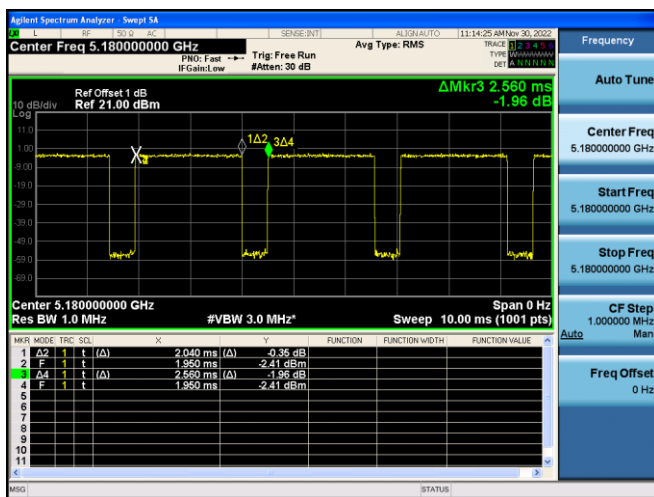 Agilent Spectrum Analyzer - Swept SA
L RF 50 Ω AC SENSE:INT ALIGNAUTO 11:14:25 AM Nov 30, 2022
Center Freq 5.180000000 GHz
PNO: Fast
IFGain:Low
Trig: Free Run
#Atten: 30 dB
Avg Type: RMS
TRACE 1 2 3 4 5 6
TYPE
DET A N N N N N
Frequency
Auto Tune
Center Freq
5.180000000 GHz
Start Freq
5.180000000 GHz
Stop Freq
5.180000000 GHz
CF Step
1.000000 MHz
Auto Man
Freq Offset
0 Hz
ΔMkr3 2.560 ms
-1.96 dB
Ref Offset 1 dB
10 dB/div Ref 21.00 dBm
Log
11.0
1.00
-9.00
-19.0
-29.0
-39.0
-49.0
-59.0
-69.0
1Δ2
3Δ4
Center 5.180000000 GHz Span 0 Hz
Res BW 1.0 MHz #VBW 3.0 MHz* Sweep 10.00 ms (1001 pts)
MKR MODE TRC SCL X Y FUNCTION FUNCTION WIDTH FUNCTION VALUE
1 Δ2 1 t (Δ) 2.040 ms (Δ) -0.35 dB
2 F 1 t 1.950 ms -2.41 dBm
3 Δ4 1 t (Δ) 2.560 ms (Δ) -1.96 dB
4 F 1 t 1.950 ms -2.41 dBm
5
6
7
8
9
10
11
MSG STATUS